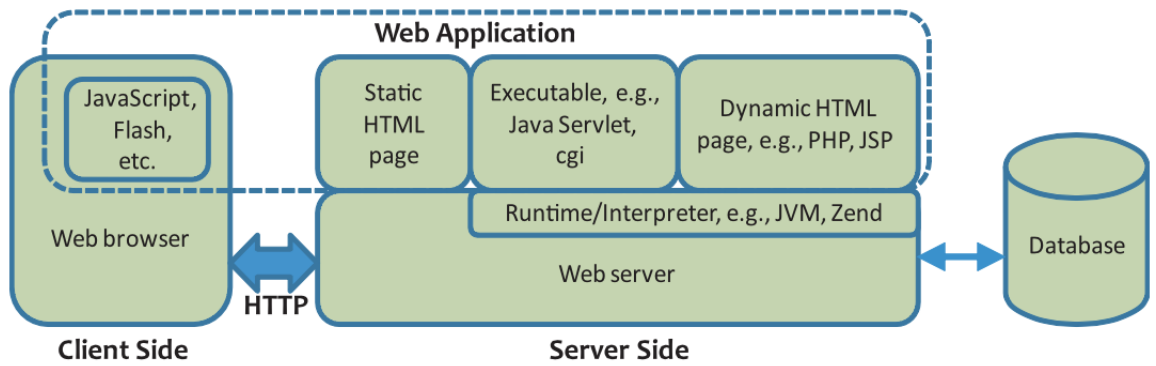 Web Application
JavaScript,
Flash,
etc.
Web browser
Client Side
HTTP
Static
HTML
page
Executable, e.g.,
Java Servlet,
cgi
Dynamic HTML
page, e.g., PHP, JSP
Runtime/Interpreter, e.g., JVM, Zend
Web server
Server Side
Database